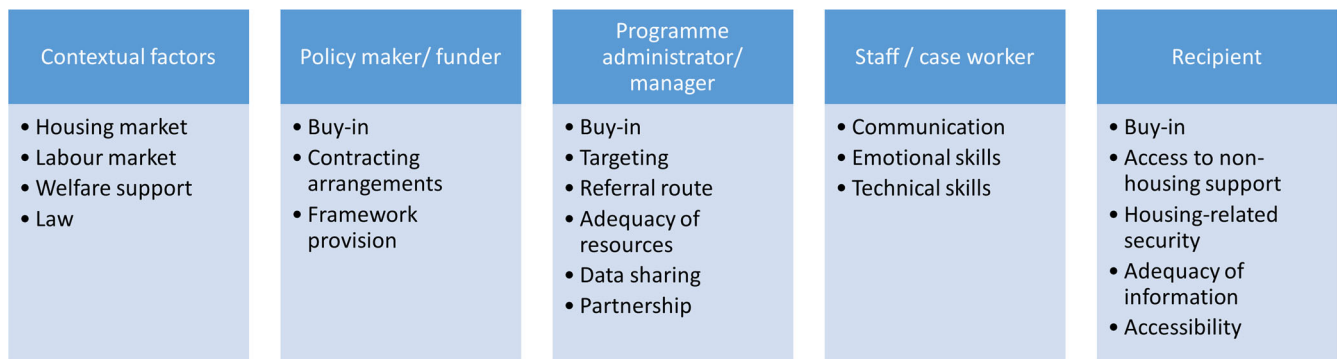 Contextual factors
• Housing market
• Labour market
• Welfare support
• Law
Policy maker/ funder
• Buy-in
• Contracting
arrangements
• Framework
provision
Programme
administrator/
manager
• Buy-in
• Targeting
• Referral route
• Adequacy of
resources
• Data sharing
• Partnership
Staff / case worker
• Communication
• Emotional skills
• Technical skills
Recipient
• Buy-in
• Access to non-
housing support
• Housing-related
security
• Adequacy of
information
• Accessibility